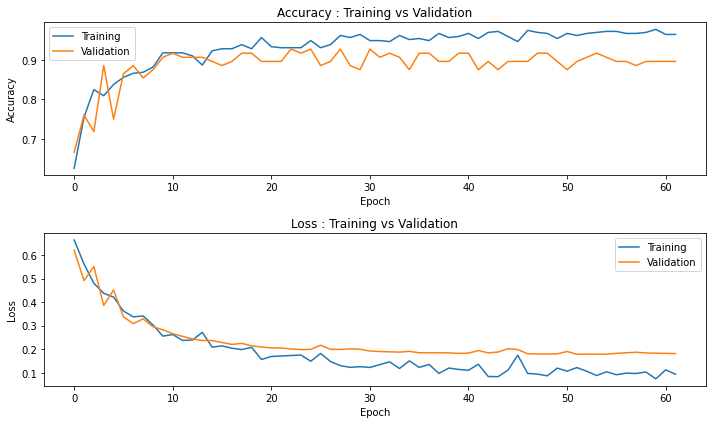 Accuracy : Training vs Validation
Training
Validation
0.9
0.8
0.7
Accuracy
0 10 20 30 40 50 60
Epoch
Loss : Training vs Validation
Training
Validation
0.6
0.5
0.4
0.3
0.2
0.1
Loss
0 10 20 30 40 50 60
Epoch